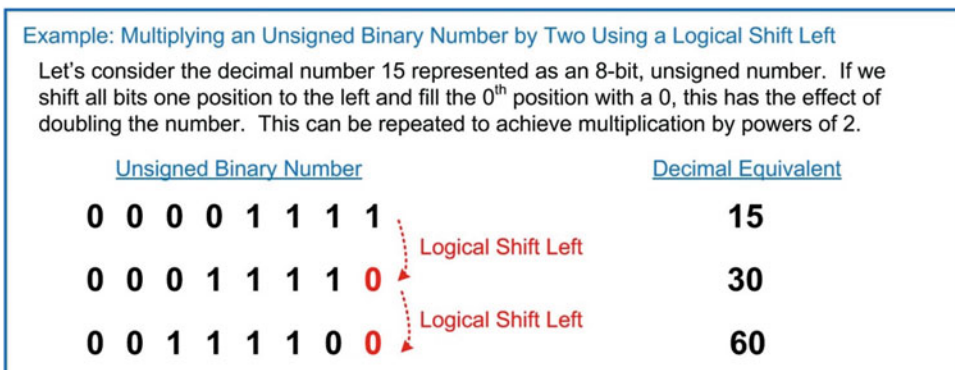 Example: Multiplying an Unsigned Binary Number by Two Using a Logical Shift Left
Let's consider the decimal number 15 represented as an 8-bit, unsigned number. If we
shift all bits one position to the left and fill the 0th position with a 0, this has the effect of
doubling the number. This can be repeated to achieve multiplication by powers of 2.
Unsigned Binary Number Decimal Equivalent
0 0 0 0 1 1 1 1 15
Logical Shift Left
0 0 0 1 1 1 1 0 30
Logical Shift Left
0 0 1 1 1 1 0 0 60